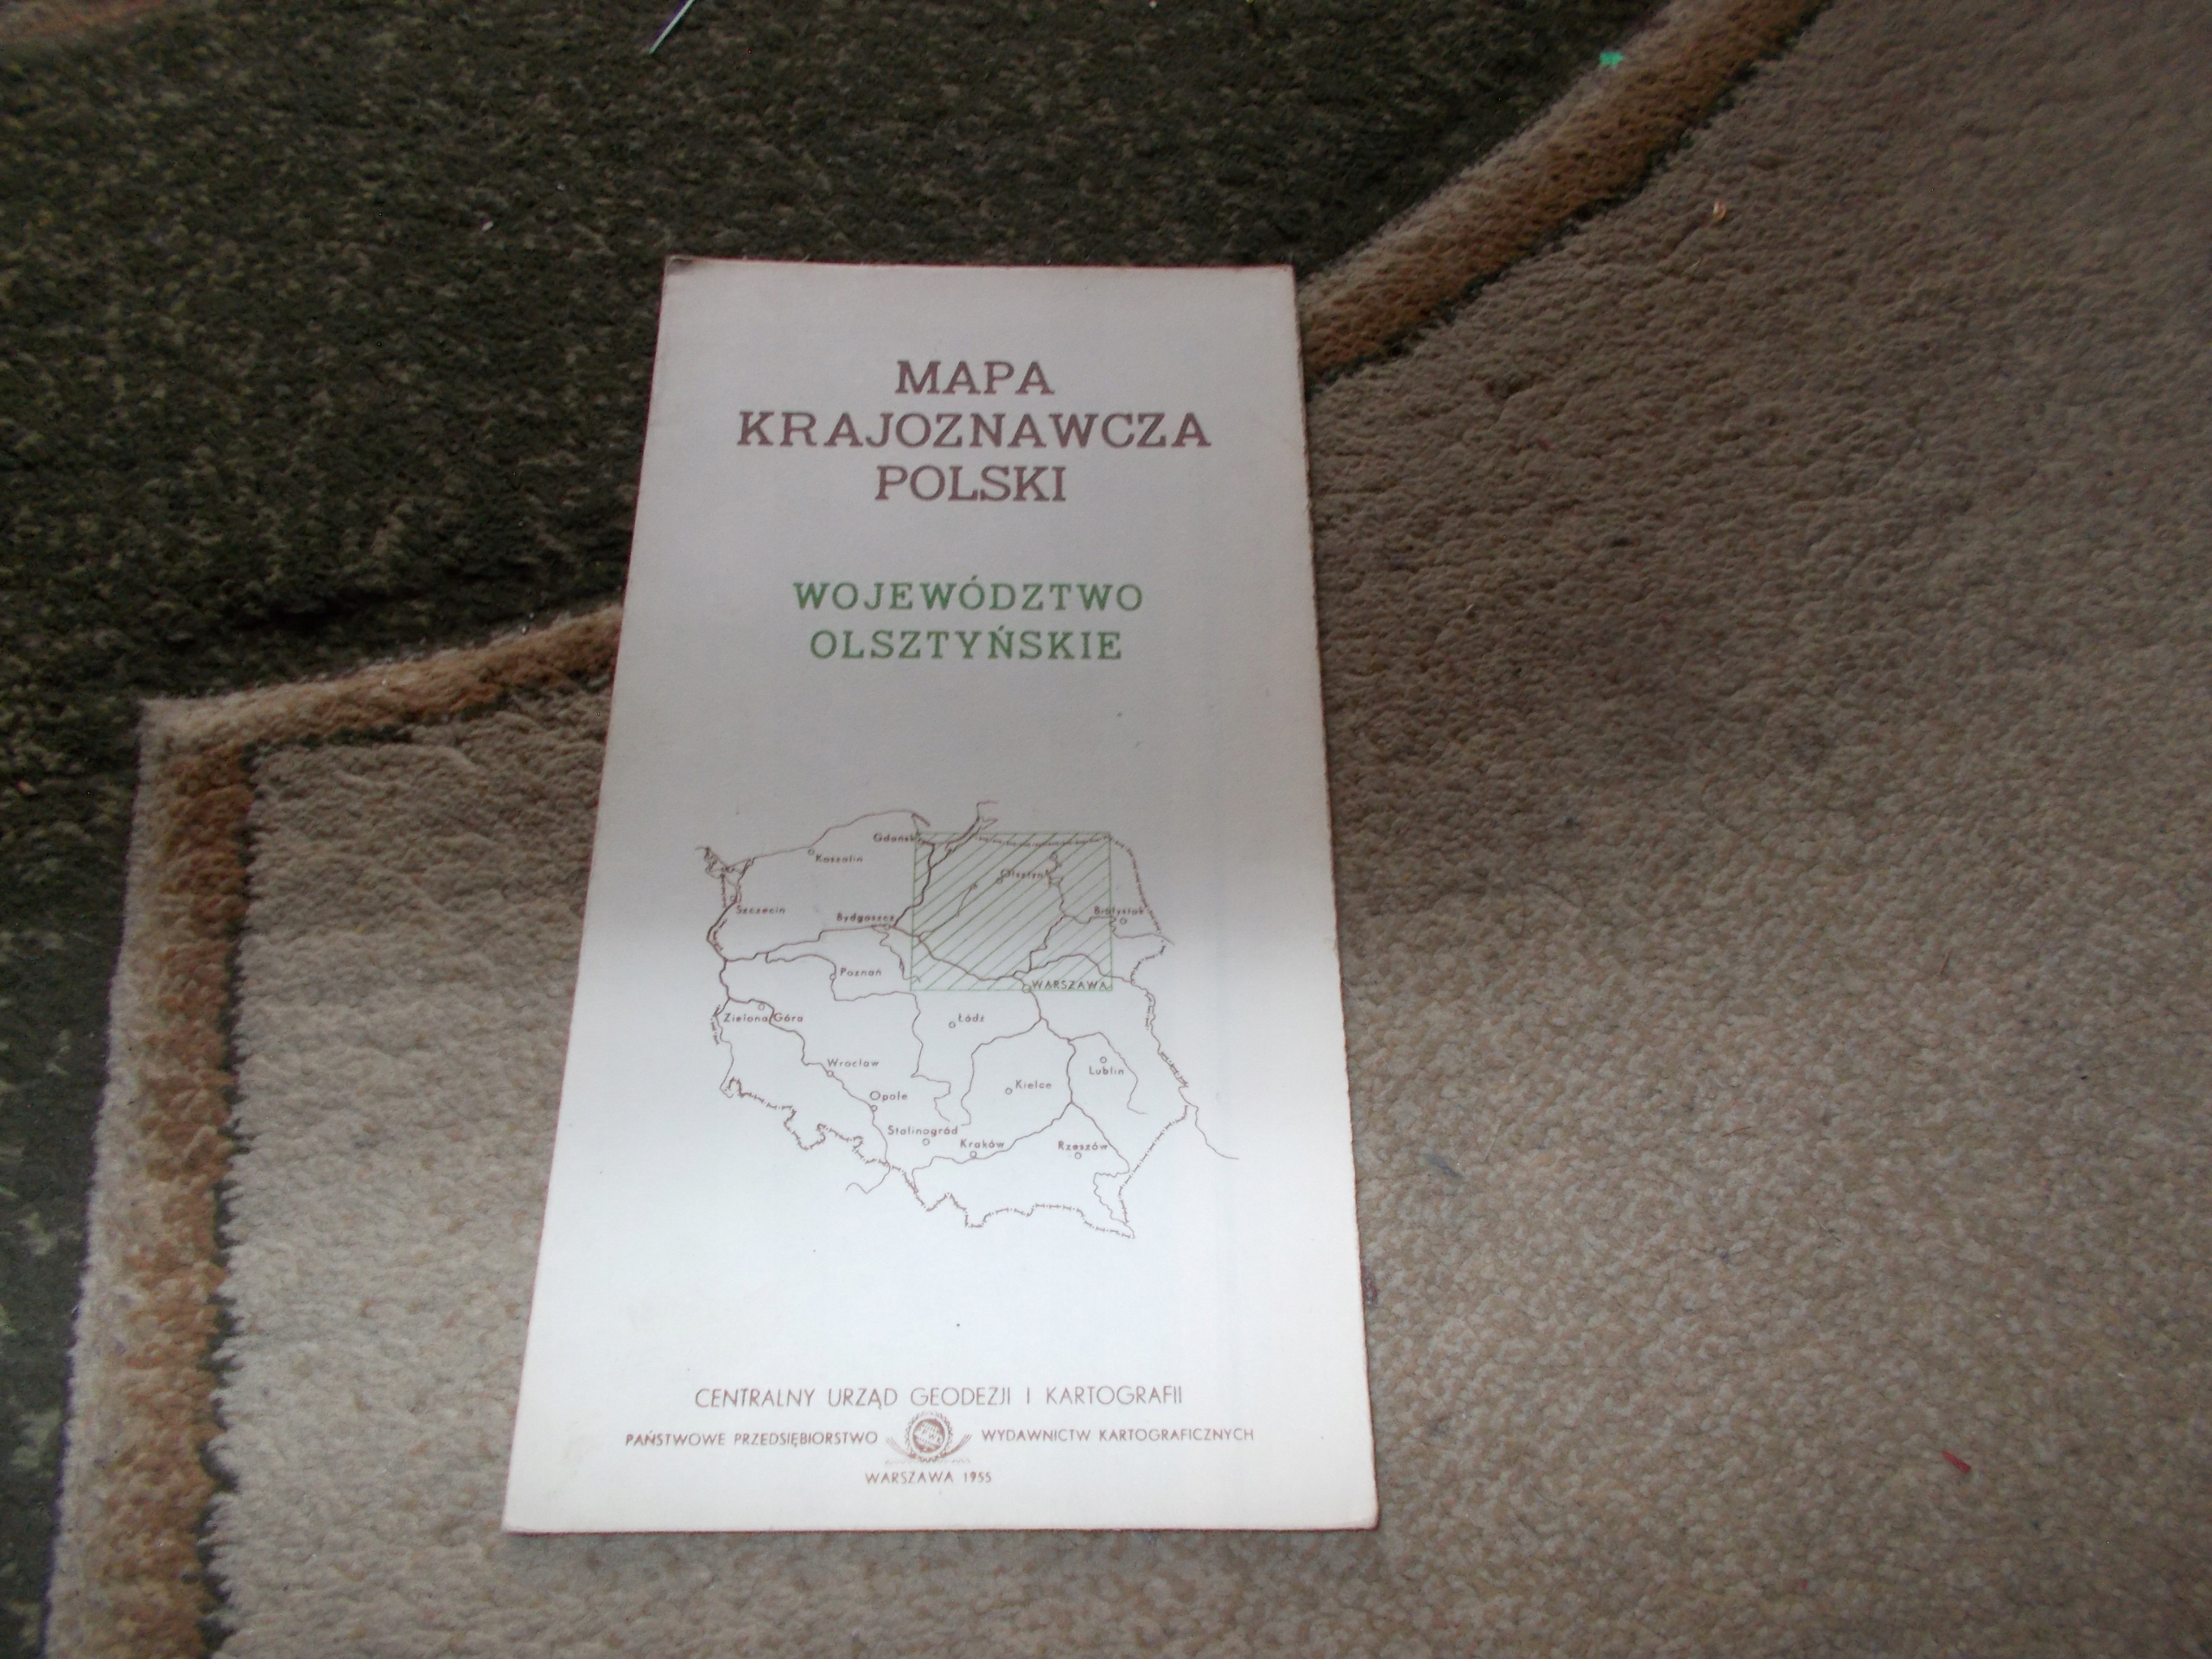 MAPA
KRAJOZNAWCZA
POLSKI
WOJEWÓDZTWO
OLSZTYŃSKIE
Gdańsk
Koszalin
Olsztyn
Szczecin
Bydgoszcz
Białystok
Poznań
WARSZAWA
Zielona Góra
Łódź
Wrocław
Lublin
Kielce
Opole
Stalinogród
Kraków
Rzeszów
CENTRALNY URZĄD GEODEZJI I KARTOGRAFII
PAŃSTWOWE PRZEDSIĘBIORSTWO WYDAWNICTW KARTOGRAFICZNYCH
WARSZAWA 1955